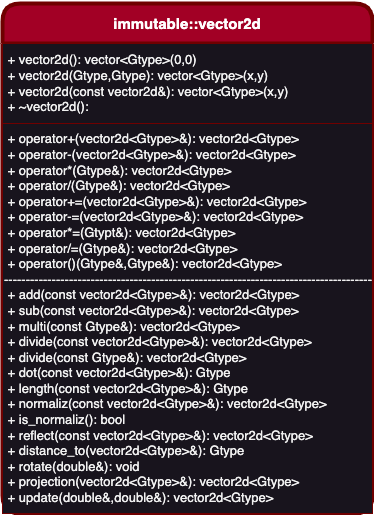 immutable::vector2d
+ vector2d(): vector<Gtype>(0,0)
+ vector2d(Gtype,Gtype): vector<Gtype>(x,y)
+ vector2d(const vector2d&): vector<Gtype>(x,y)
+ ~vector2d():
+ operator+(vector2d<Gtype>&): vector2d<Gtype>
+ operator-(vector2d<Gtype>&): vector2d<Gtype>
+ operator*(Gtype&): vector2d<Gtype>
+ operator/(Gtype&): vector2d<Gtype>
+ operator+=(vector2d<Gtype>&): vector2d<Gtype>
+ operator-=(vector2d<Gtype>&): vector2d<Gtype>
+ operator*=(Gtypt&): vector2d<Gtype>
+ operator/=(Gtype&): vector2d<Gtype>
+ operator()(Gtype&,Gtype&): vector2d<Gtype>
+ add(const vector2d<Gtype>&): vector2d<Gtype>
+ sub(const vector2d<Gtype>&): vector2d<Gtype>
+ multi(const Gtype&): vector2d<Gtype>
+ divide(const vector2d<Gtype>&): vector2d<Gtype>
+ divide(const Gtype&): vector2d<Gtype>
+ dot(const vector2d<Gtype>&): Gtype
+ length(const vector2d<Gtype>&): Gtype
+ normaliz(const vector2d<Gtype>&): vector2d<Gtype>
+ is_normaliz(): bool
+ reflect(const vector2d<Gtype>&): vector2d<Gtype>
+ distance_to(vector2d<Gtype>&): Gtype
+ rotate(double&): void
+ projection(vector2d<Gtype>&): vector2d<Gtype>
+ update(double&,double&): vector2d<Gtype>